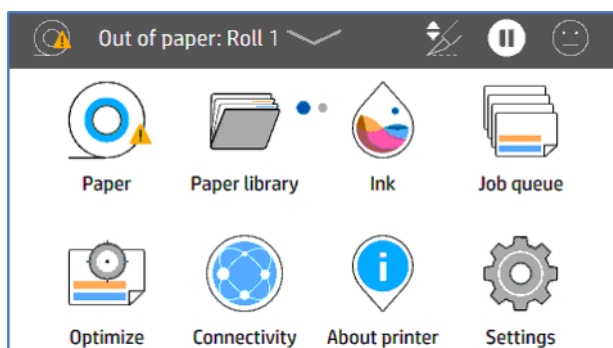 Out of paper: Roll 1
Paper Paper library Ink Job queue
Optimize Connectivity About printer Settings